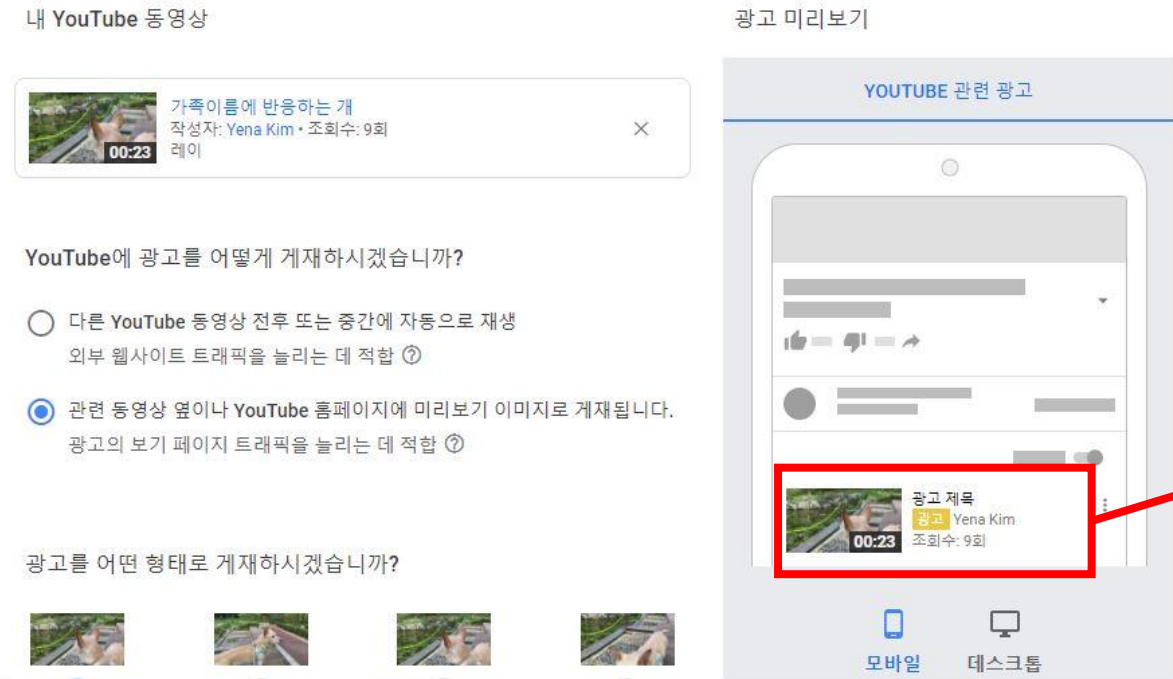 내 YouTube 동영상
가족이름에 반응하는 개
작성자: Yena Kim • 조회수: 9회
레이
00:23
YouTube에 광고를 어떻게 게재하시겠습니까?
다른 YouTube 동영상 전후 또는 중간에 자동으로 재생
외부 웹사이트 트래픽을 늘리는 데 적합 ?
관련 동영상 옆이나 YouTube 홈페이지에 미리보기 이미지로 게재됩니다.
광고의 보기 페이지 트래픽을 늘리는 데 적합 ?
광고를 어떤 형태로 게재하시겠습니까?
광고 미리보기
YOUTUBE 관련 광고
광고 제목
광고 Yena Kim
00:23 조회수: 9회
모바일 데스크톱